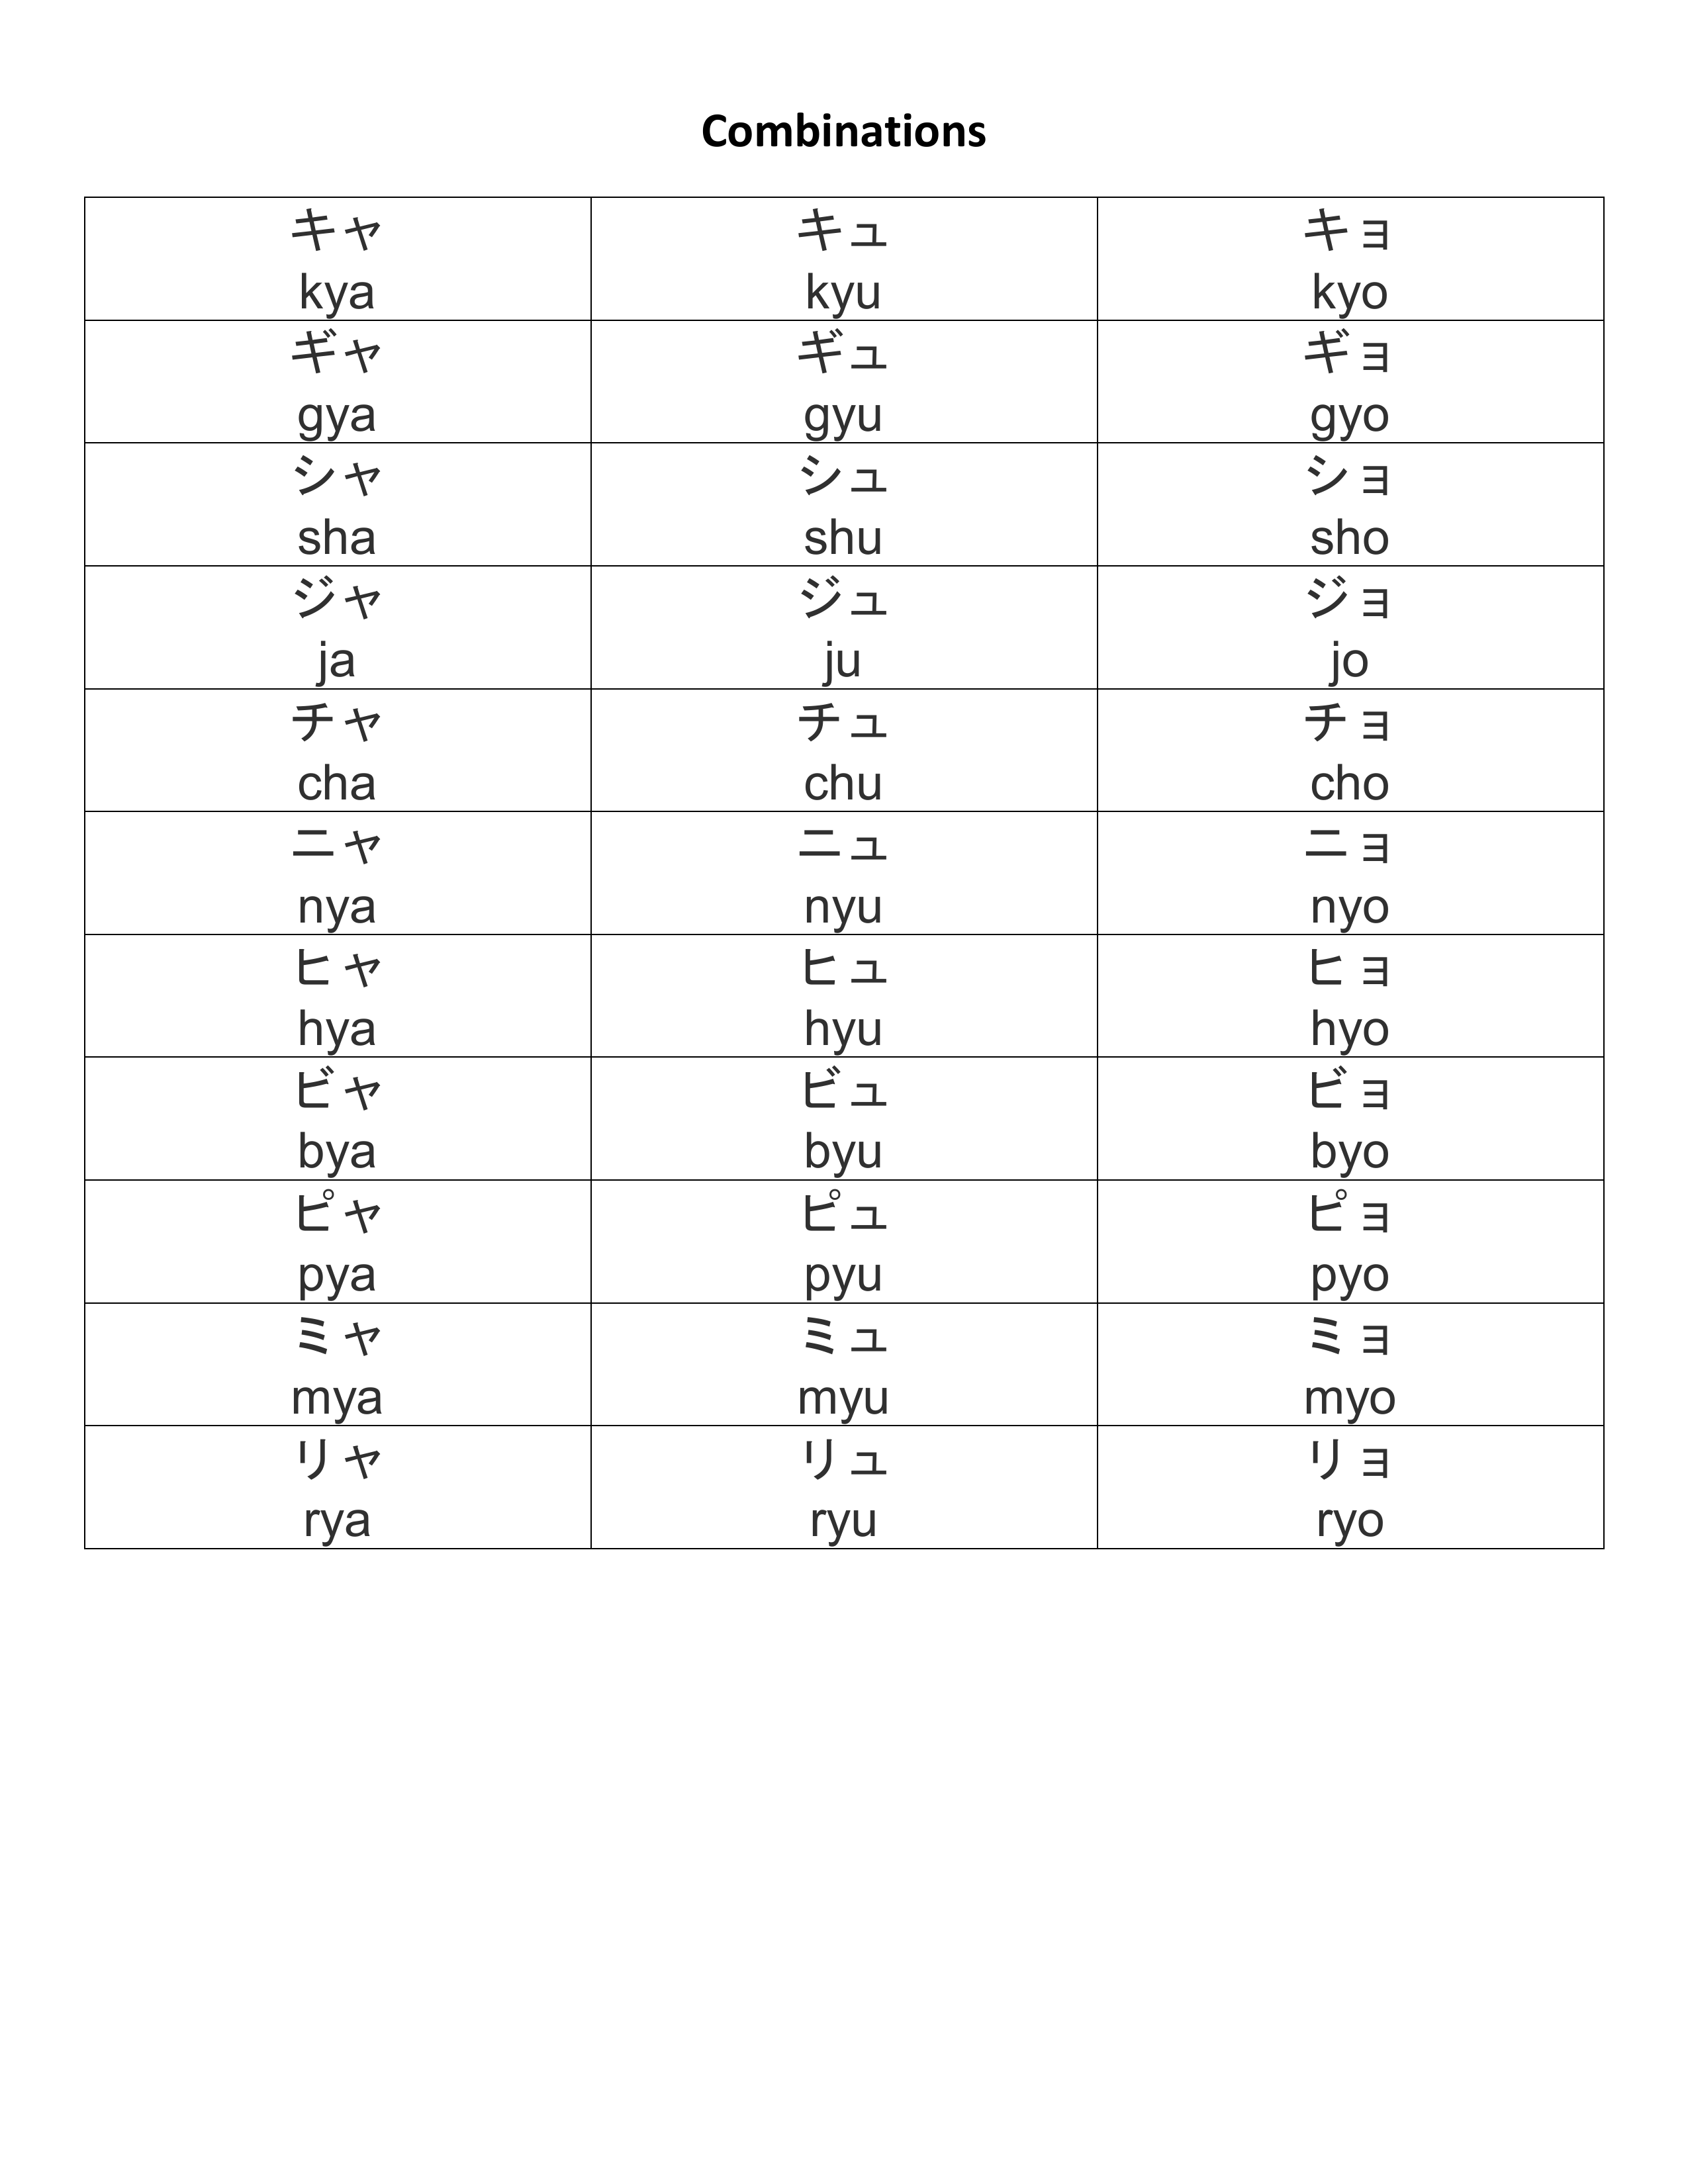 Combinations
キャ キュ キョ
kya kyu kyo
ギャ ギュ ギョ
gya gyu gyo
シャ シュ ショ
sha shu sho
ジャ ジュ ジョ
ja ju jo
チャ チュ チョ
cha chu cho
ニャ ニュ ニョ
nya nyu nyo
ヒャ ヒュ ヒョ
hya hyu hyo
ビャ ビュ ビョ
bya byu byo
ピャ ピュ ピョ
pya pyu pyo
ミャ ミュ ミョ
mya myu myo
リャ リュ リョ
rya ryu ryo